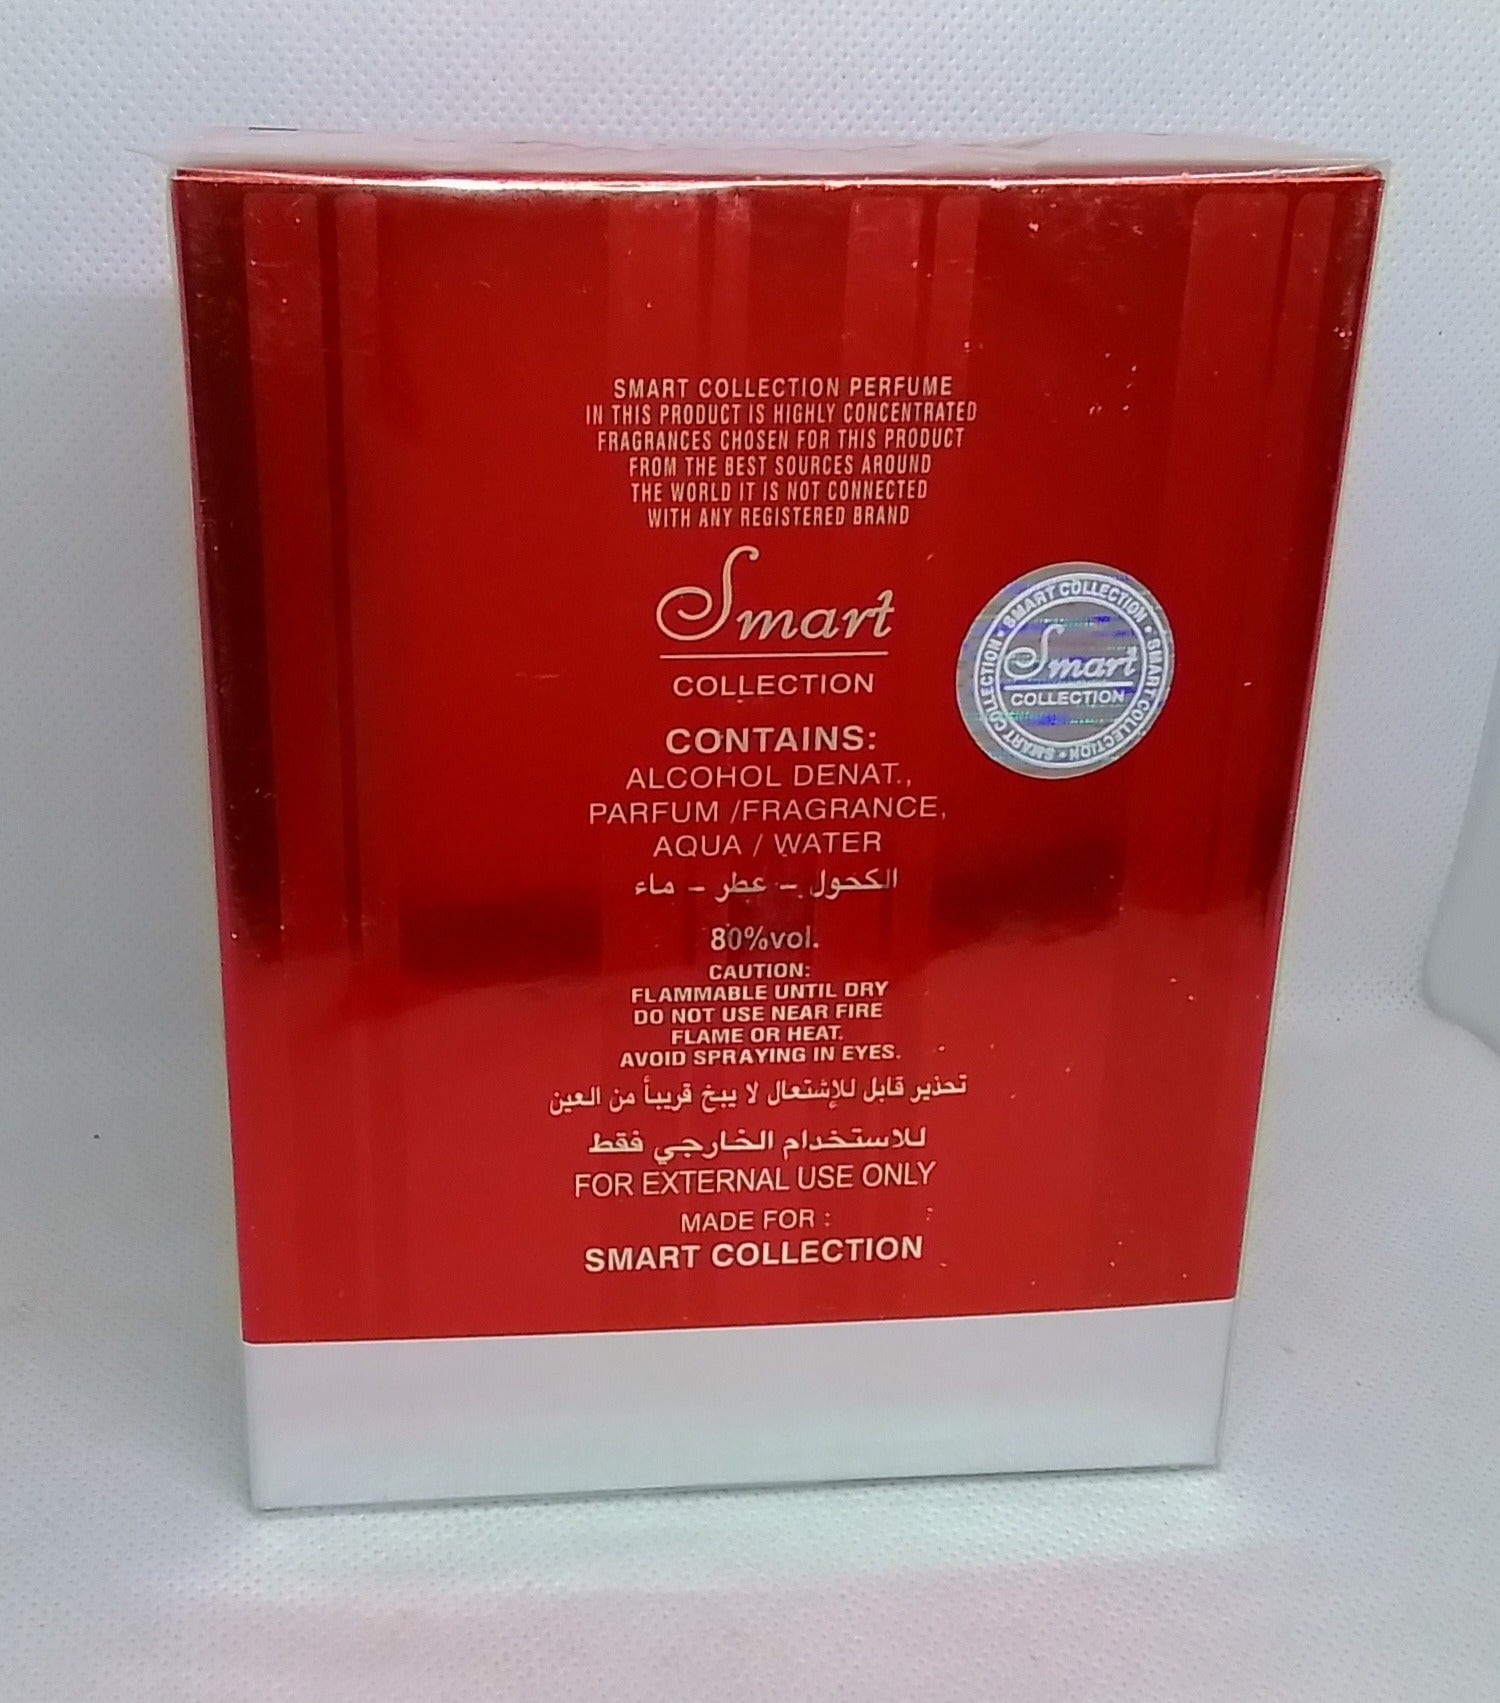 SMART COLLECTION PERFUME
IN THIS PRODUCT IS HIGHLY CONCENTRATED
FRAGRANCES CHOSEN FOR THIS PRODUCT
FROM THE BEST SOURCES AROUND
THE WORLD IT IS NOT CONNECTED
WITH ANY REGISTERED BRAND
Smart
COLLECTION
SMART COLLECTION • SMART COLLECTION • SMART COLLECTION •
Smart
COLLECTION
CONTAINS:
ALCOHOL DENAT.,
PARFUM /FRAGRANCE,
AQUA / WATER
الكحول – عطر – ماء
80%vol.
CAUTION:
FLAMMABLE UNTIL DRY
DO NOT USE NEAR FIRE
FLAME OR HEAT.
AVOID SPRAYING IN EYES.
تحذير قابل للإشتعال لا يبخ قريباً من العين
للاستخدام الخارجي فقط
FOR EXTERNAL USE ONLY
MADE FOR :
SMART COLLECTION